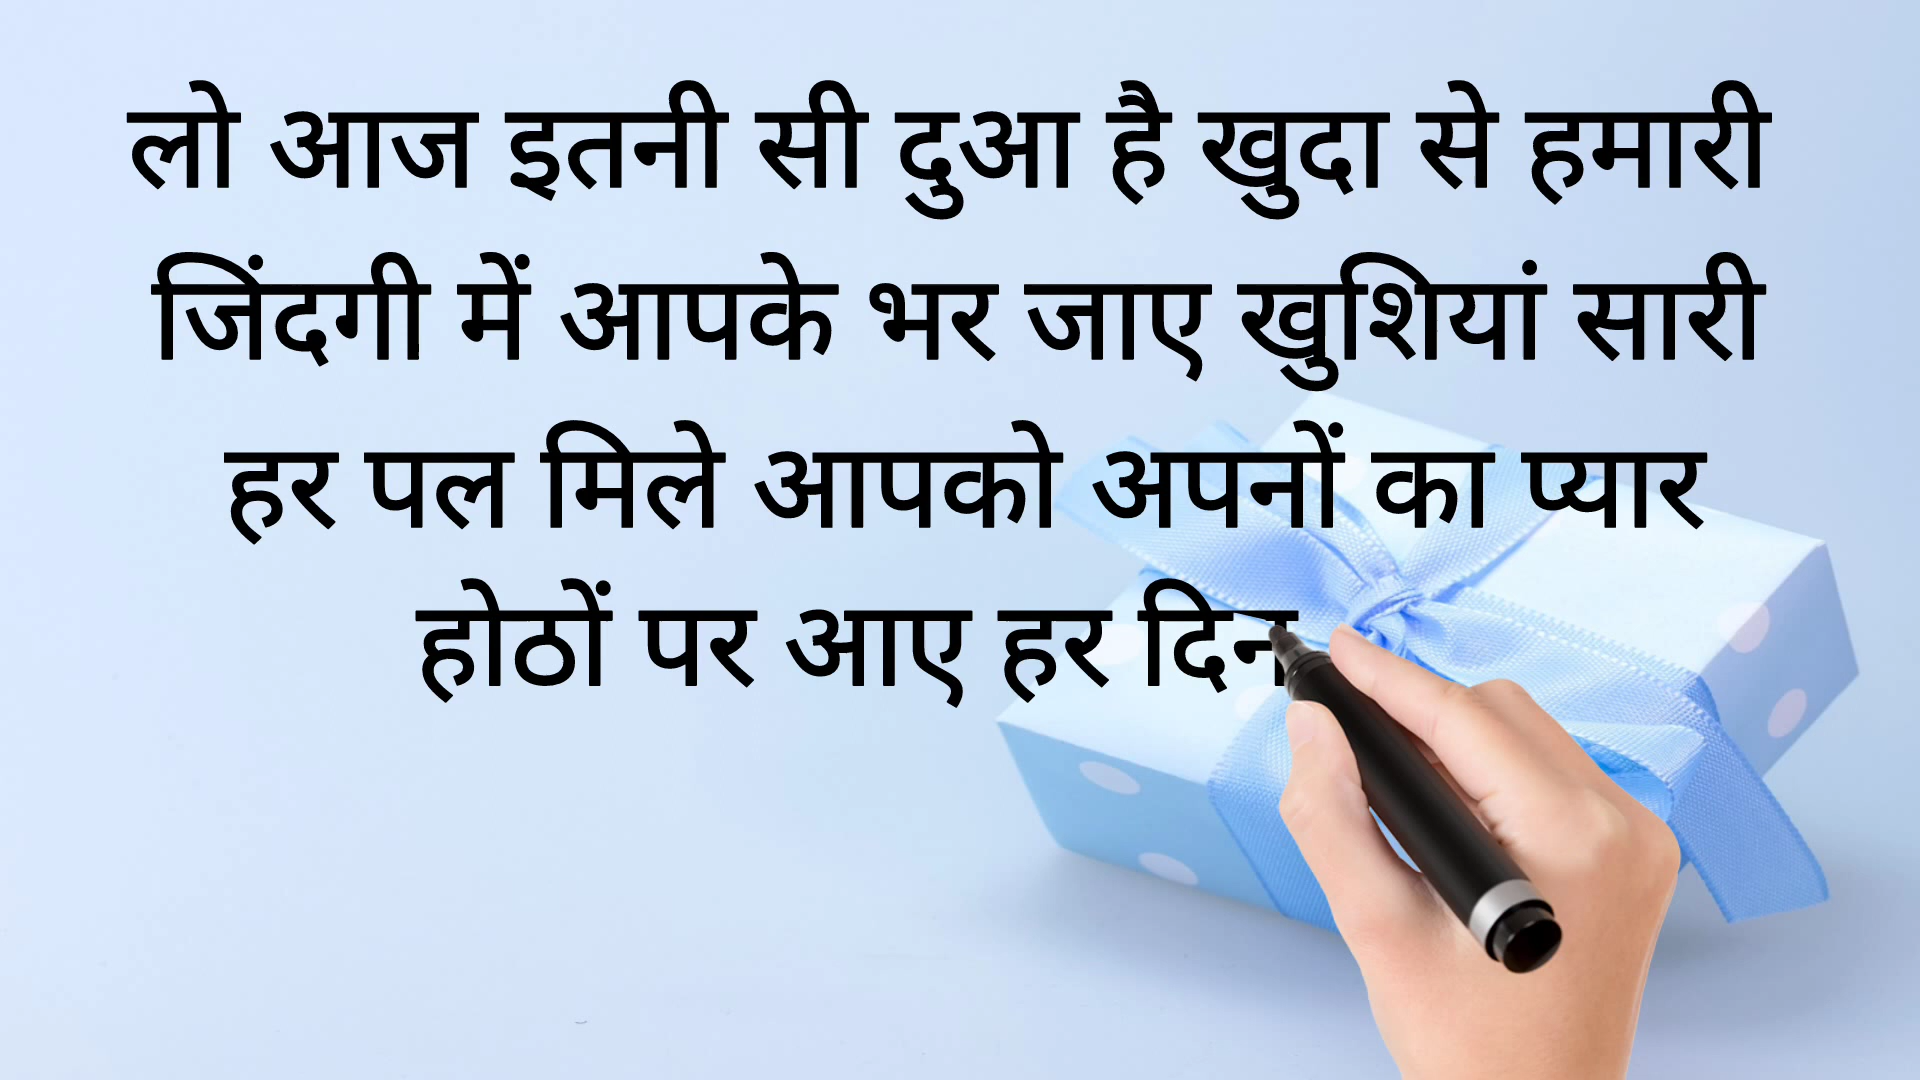 लो आज इतनी सी दुआ है खुदा से हमारी
जिंदगी में आपके भर जाए खुशियां सारी
हर पल मिले आपको अपनों का प्यार
होठों पर आए हर दिन